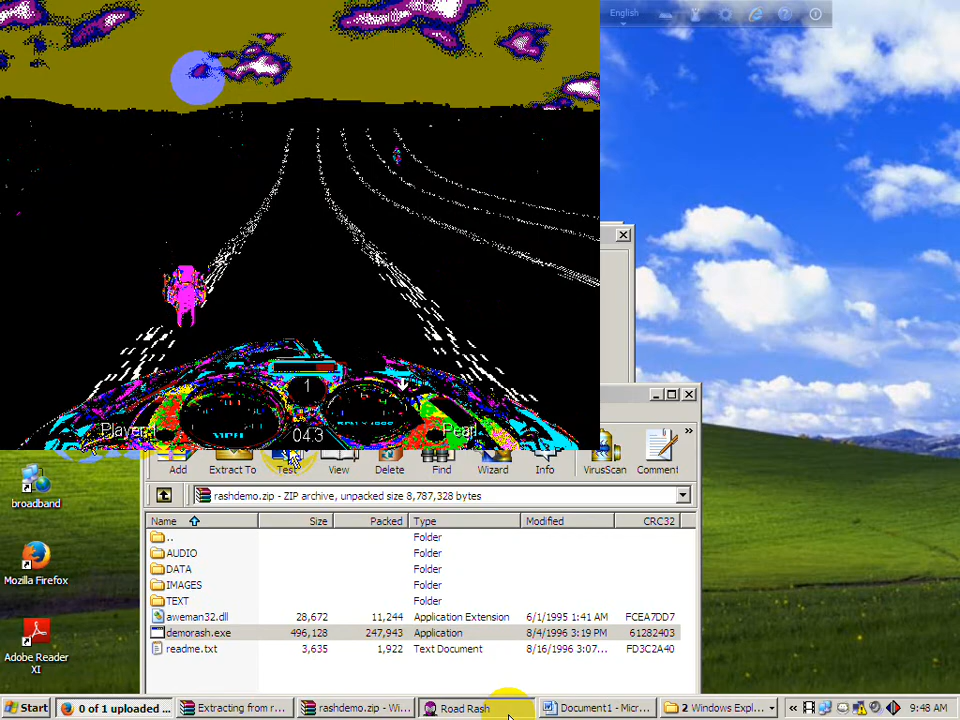 English
1
Player1
04.3
Pearl
Add
Extract To
Test
View
Delete
Find
Wizard
Info
VirusScan
Comment
rashdemo.zip - ZIP archive, unpacked size 8,787,328 bytes
Name Size Packed Type Modified CRC32
.. Folder
AUDIO Folder
DATA Folder
IMAGES Folder
TEXT Folder
aweman32.dll 28,672 11,244 Application Extension 6/1/1995 1:41 AM FCEA7DD7
demorash.exe 496,128 247,943 Application 8/4/1996 3:19 PM 61282403
readme.txt 3,635 1,922 Text Document 8/16/1996 3:07... FD3C2A40
broadband
Mozilla Firefox
Adobe Reader
XI
Start
0 of 1 uploaded ...
Extracting from r...
rashdemo.zip - Wi...
Road Rash
Document1 - Micr...
2 Windows Expl...
9:48 AM